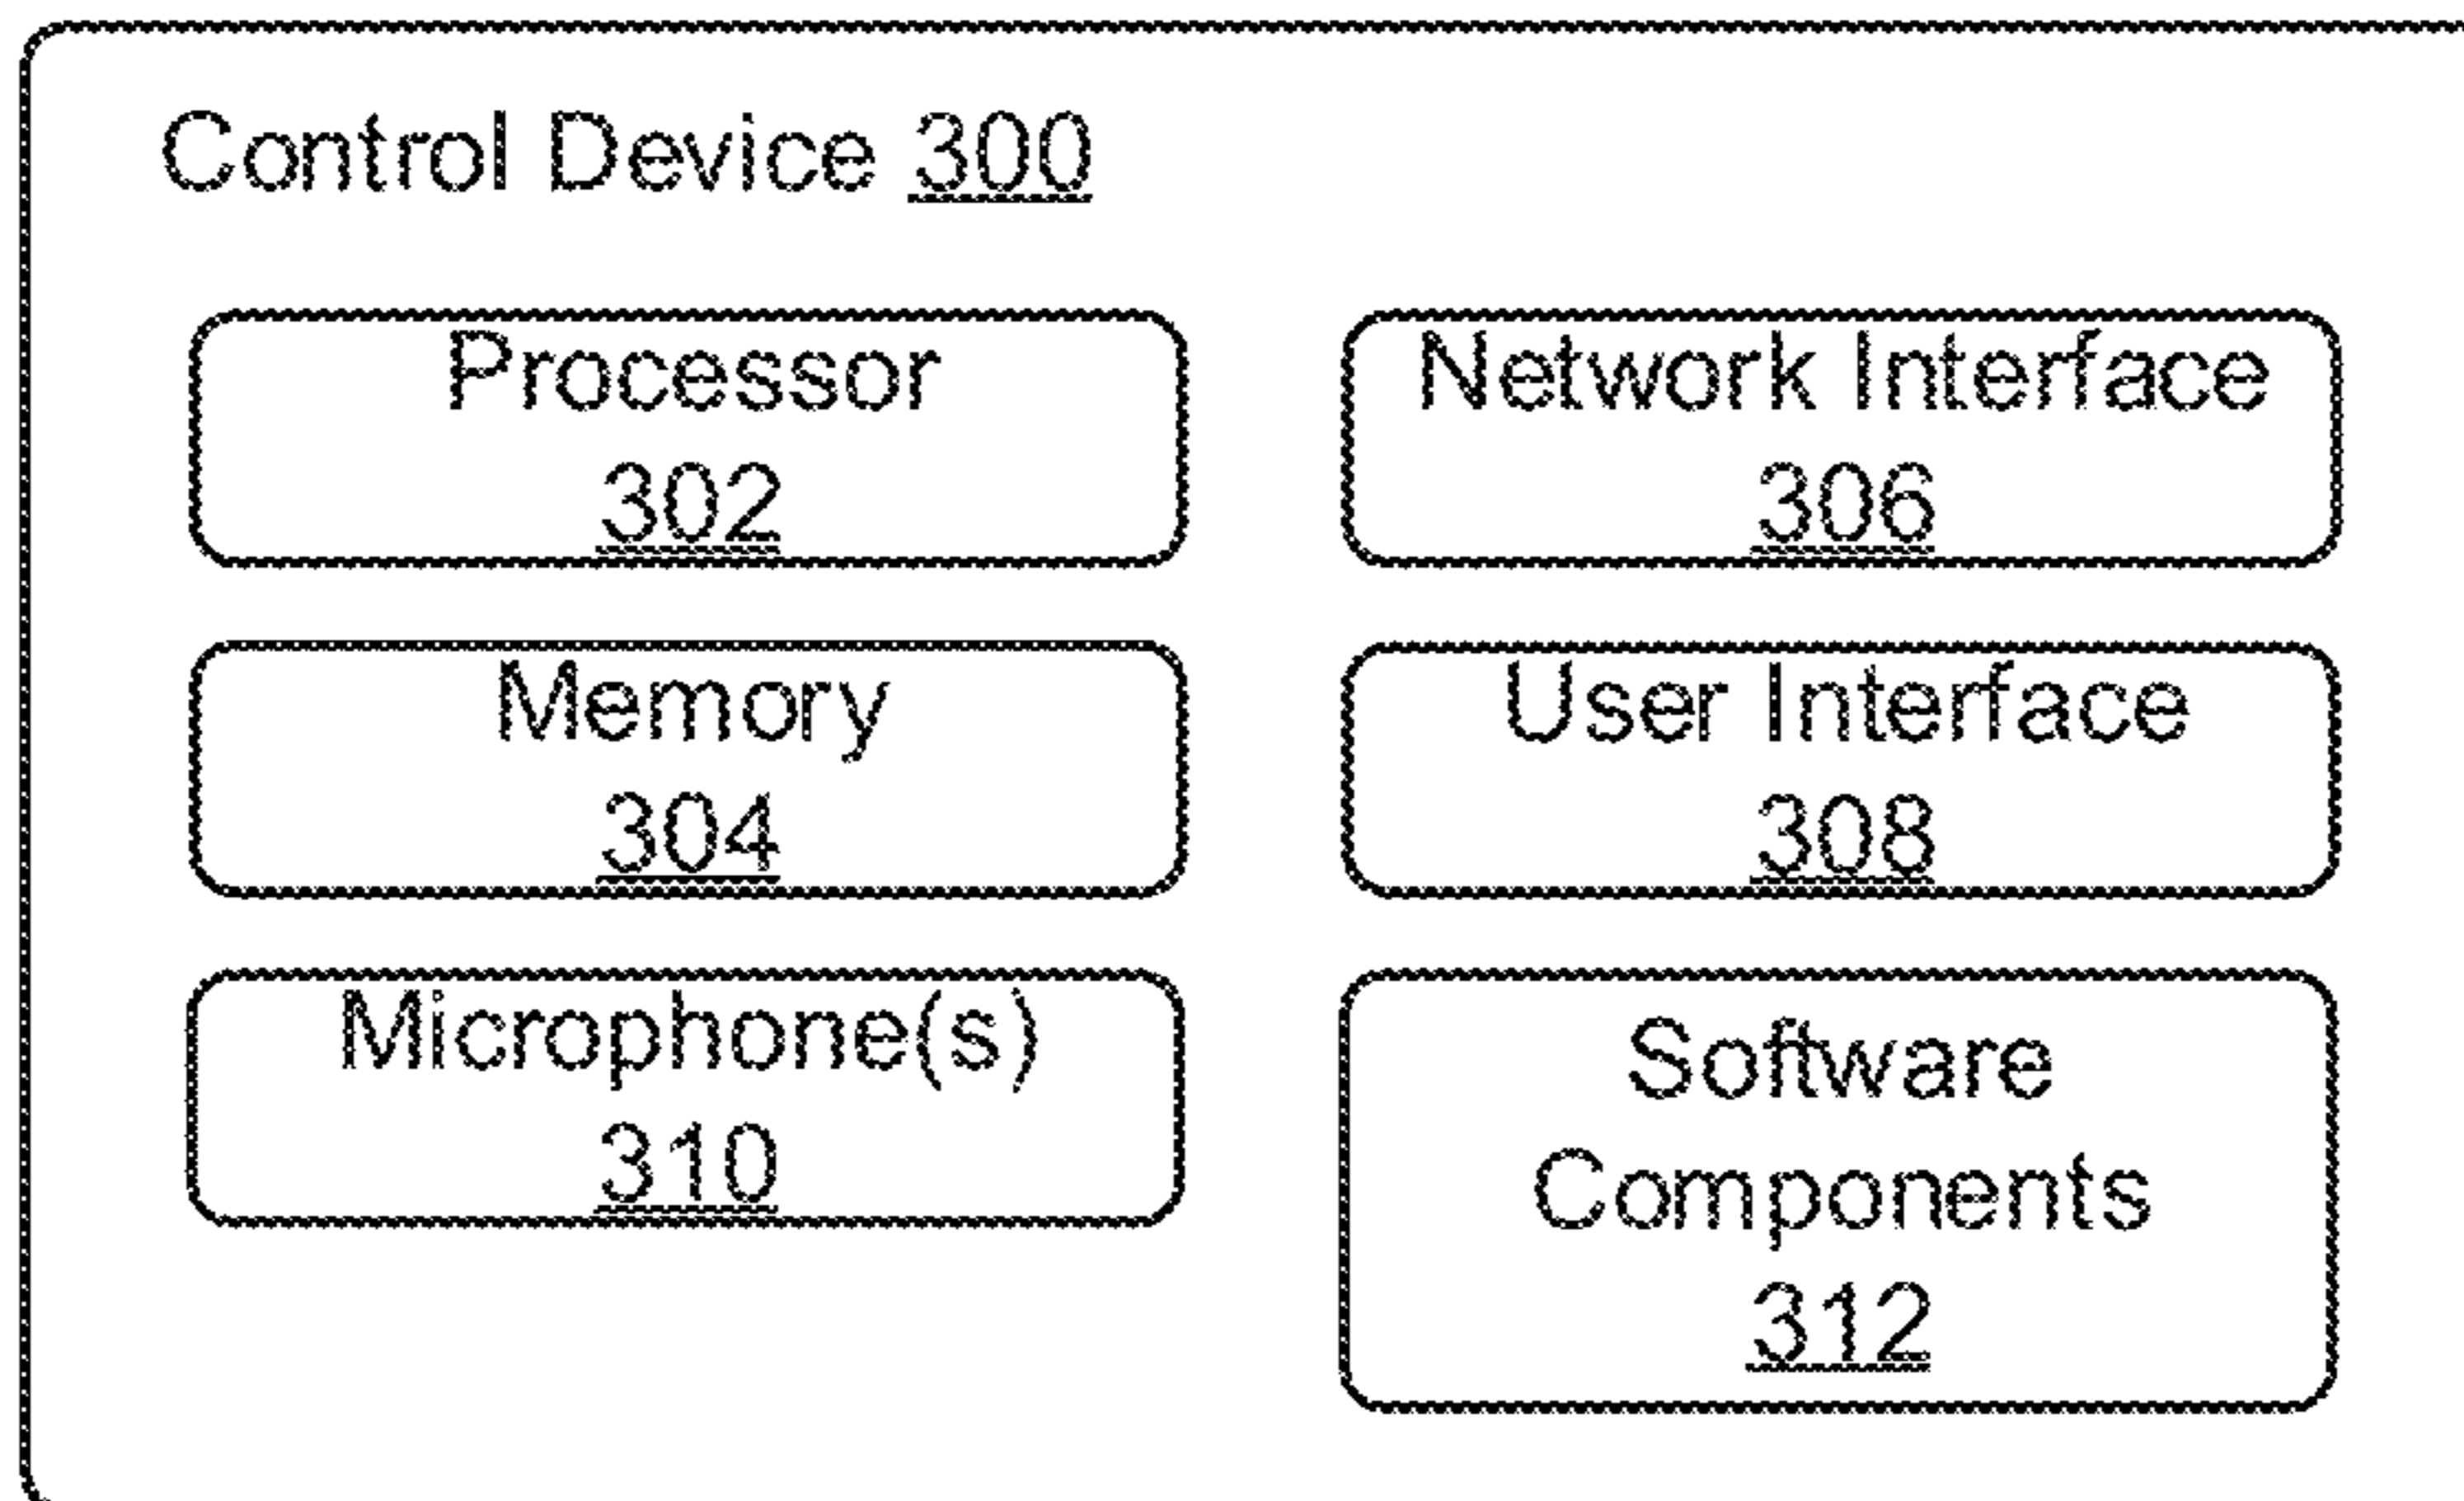 Control Device 300
Processor
302
Network Interface
306
Memory
304
User Interface
308
Microphone(s)
310
Software
Components
312